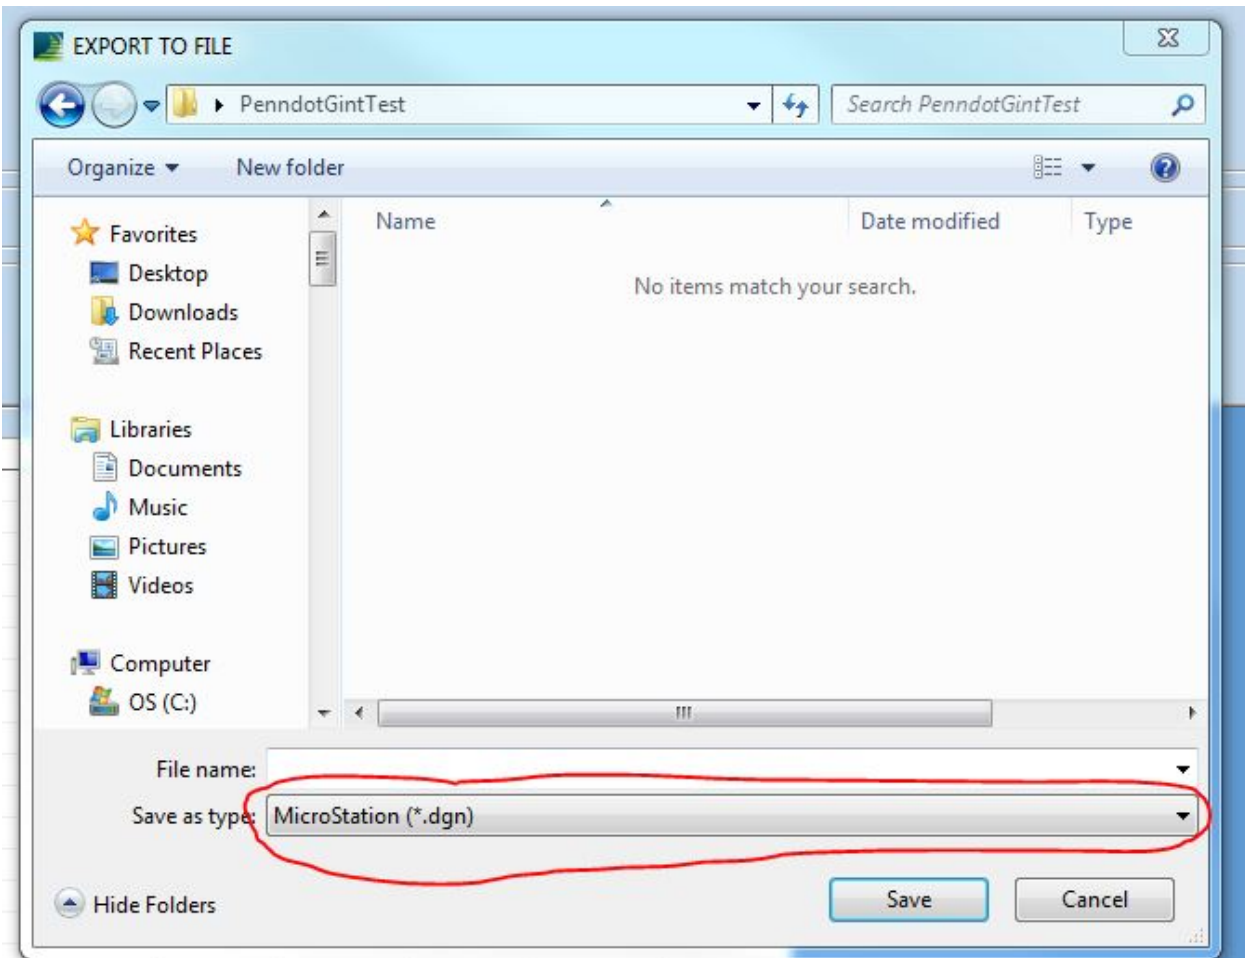 EXPORT TO FILE
PenndotGintTest
Search PenndotGintTest
Organize
New folder
Name
Date modified
Type
Favorites
Desktop
Downloads
Recent Places
Libraries
Documents
Music
Pictures
Videos
Computer
OS (C:)
No items match your search.
File name:
Save as type: MicroStation (*.dgn)
Hide Folders
Save
Cancel